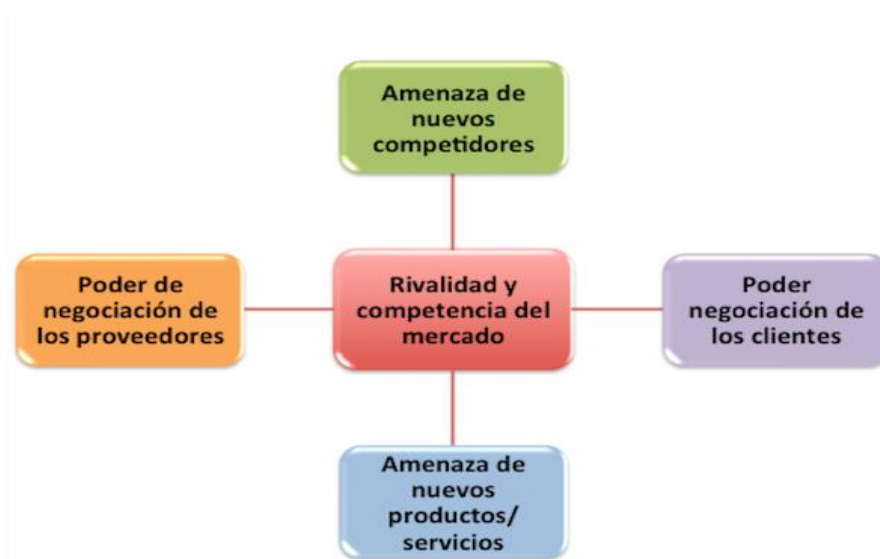 Amenaza de
nuevos
competidores
Poder de
negociación de
los proveedores
Rivalidad y
competencia del
mercado
Poder
negociación de
los clientes
Amenaza de
nuevos
productos/
servicios